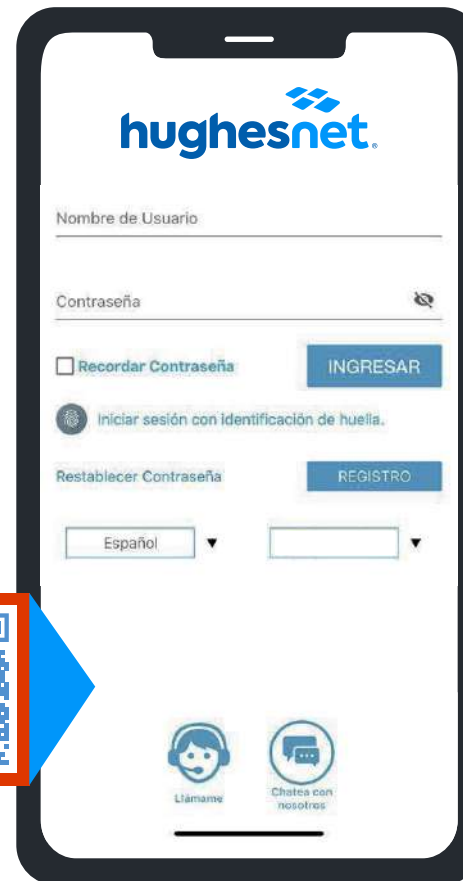 hughesnet.
Nombre de Usuario
Contraseña
Recordar Contraseña
INGRESAR
Iniciar sesión con identificación de huella.
Restablecer Contraseña
REGISTRO
Español
Llámame
Chatea con
nosotros